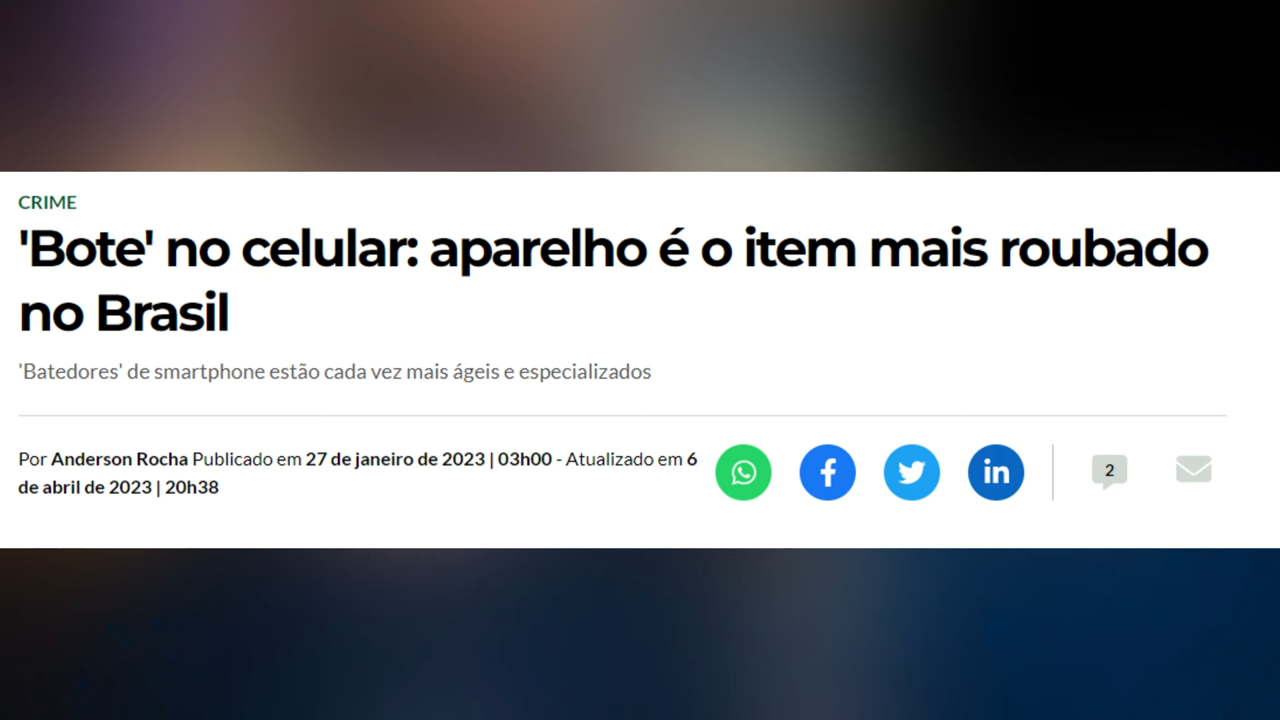 CRIME
'Bote' no celular: aparelho é o item mais roubado
no Brasil
'Batedores' de smartphone estão cada vez mais ágeis e especializados
Por Anderson Rocha Publicado em 27 de janeiro de 2023 | 03h00 - Atualizado em 6
de abril de 2023 | 20h38
2